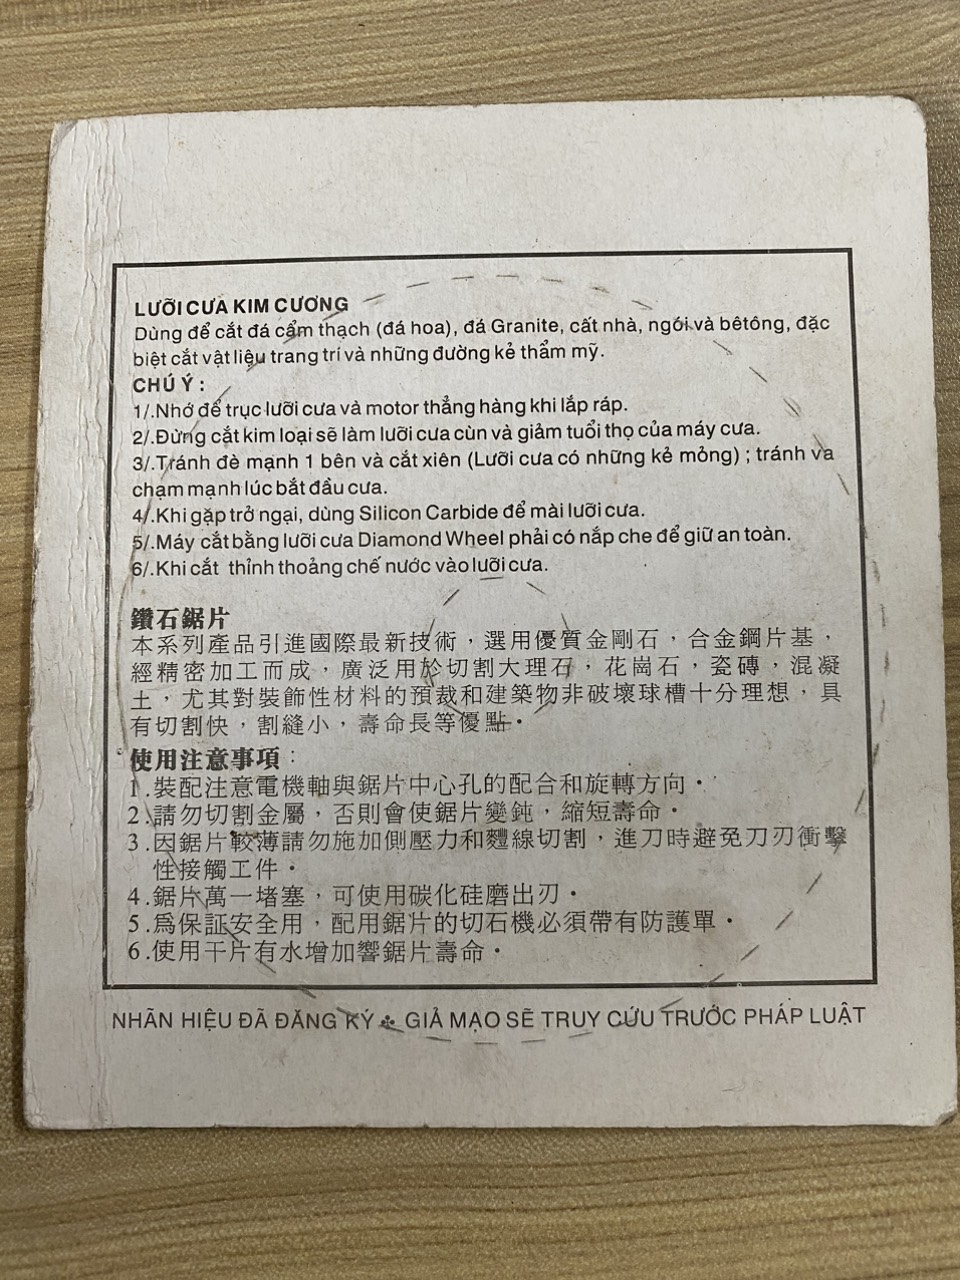 LƯỠI CƯA KIM CƯƠNG
Dùng để cắt đá cẩm thạch (đá hoa), đá Granite, cất nhà, ngói và bêtông, đặc
biệt cắt vật liệu trang trí và những đường kẻ thẩm mỹ.
CHÚ Ý :
1/.Nhớ để trục lưỡi cưa và motor thẳng hàng khi lắp ráp.
2/.Đừng cắt kim loại sẽ làm lưỡi cưa cùn và giảm tuổi thọ của máy cưa.
3/.Tránh đè mạnh 1 bên và cắt xiên (Lưỡi cưa có những kẻ mỏng) ; tránh va
chạm mạnh lúc bắt đầu cưa.
4/.Khi gặp trở ngại, dùng Silicon Carbide để mài lưỡi cưa.
5/.Máy cắt bằng lưỡi cưa Diamond Wheel phải có nắp che để giữ an toàn.
6/.Khi cắt thỉnh thoảng chế nước vào lưỡi cưa.
鑽石鋸片
本系列產品引進國際最新技術，選用優質金剛石，合金鋼片基，
經精密加工而成，廣泛用於切割大理石，花崗石，瓷磚，混凝
土，尤其對裝飾性材料的預裁和建築物非破壞球槽十分理想，具
有切割快，割縫小，壽命長等優點·
使用注意事項：
1.裝配注意電機軸與鋸片中心孔的配合和旋轉方向·
2.請勿切割金屬，否則會使鋸片變鈍，縮短壽命·
3.因鋸片較薄請勿施加側壓力和體線切割，進刀時避免刀刃衝擊
性接觸工件·
4.鋸片萬一堵塞，可使用碳化硅磨出刃·
5.爲保証安全用，配用鋸片的切石機必須帶有防護單·
6.使用干片有水增加響鋸片壽命·
NHÃN HIỆU ĐÃ ĐĂNG KÝ ༶ GIẢ MẠO SẼ TRUY CỨU TRƯỚC PHÁP LUẬT